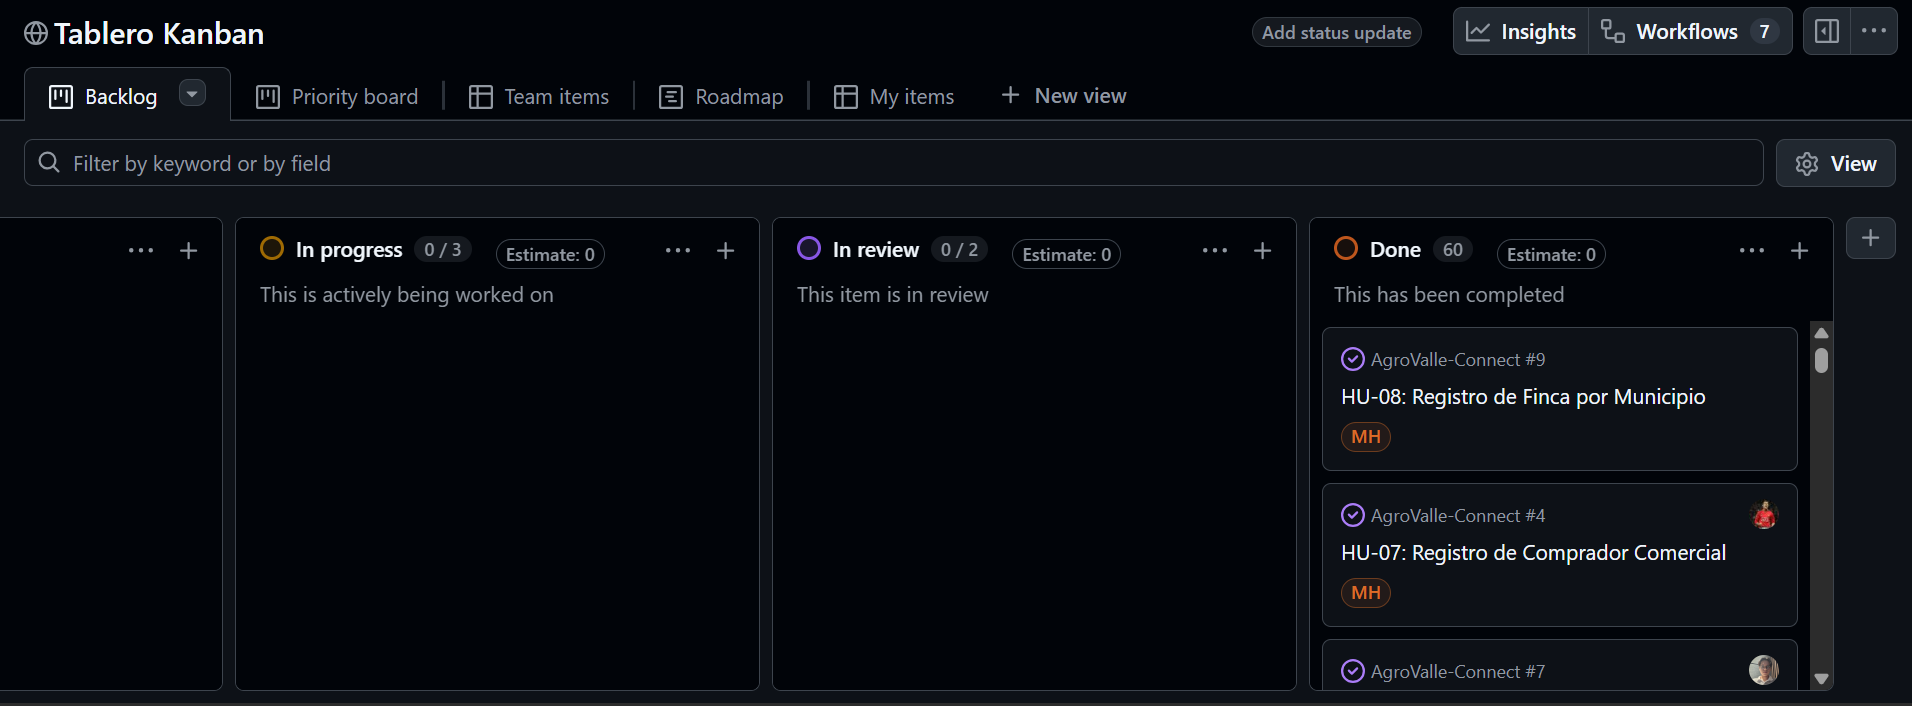 Tablero Kanban
Add status update
Insights
Workflows 7
Backlog
Priority board
Team items
Roadmap
My items
New view
Filter by keyword or by field
View
In progress 0 / 3 Estimate: 0
This is actively being worked on
In review 0 / 2 Estimate: 0
This item is in review
Done 60 Estimate: 0
This has been completed
AgroValle-Connect #9
HU-08: Registro de Finca por Municipio
MH
AgroValle-Connect #4
HU-07: Registro de Comprador Comercial
MH
AgroValle-Connect #7